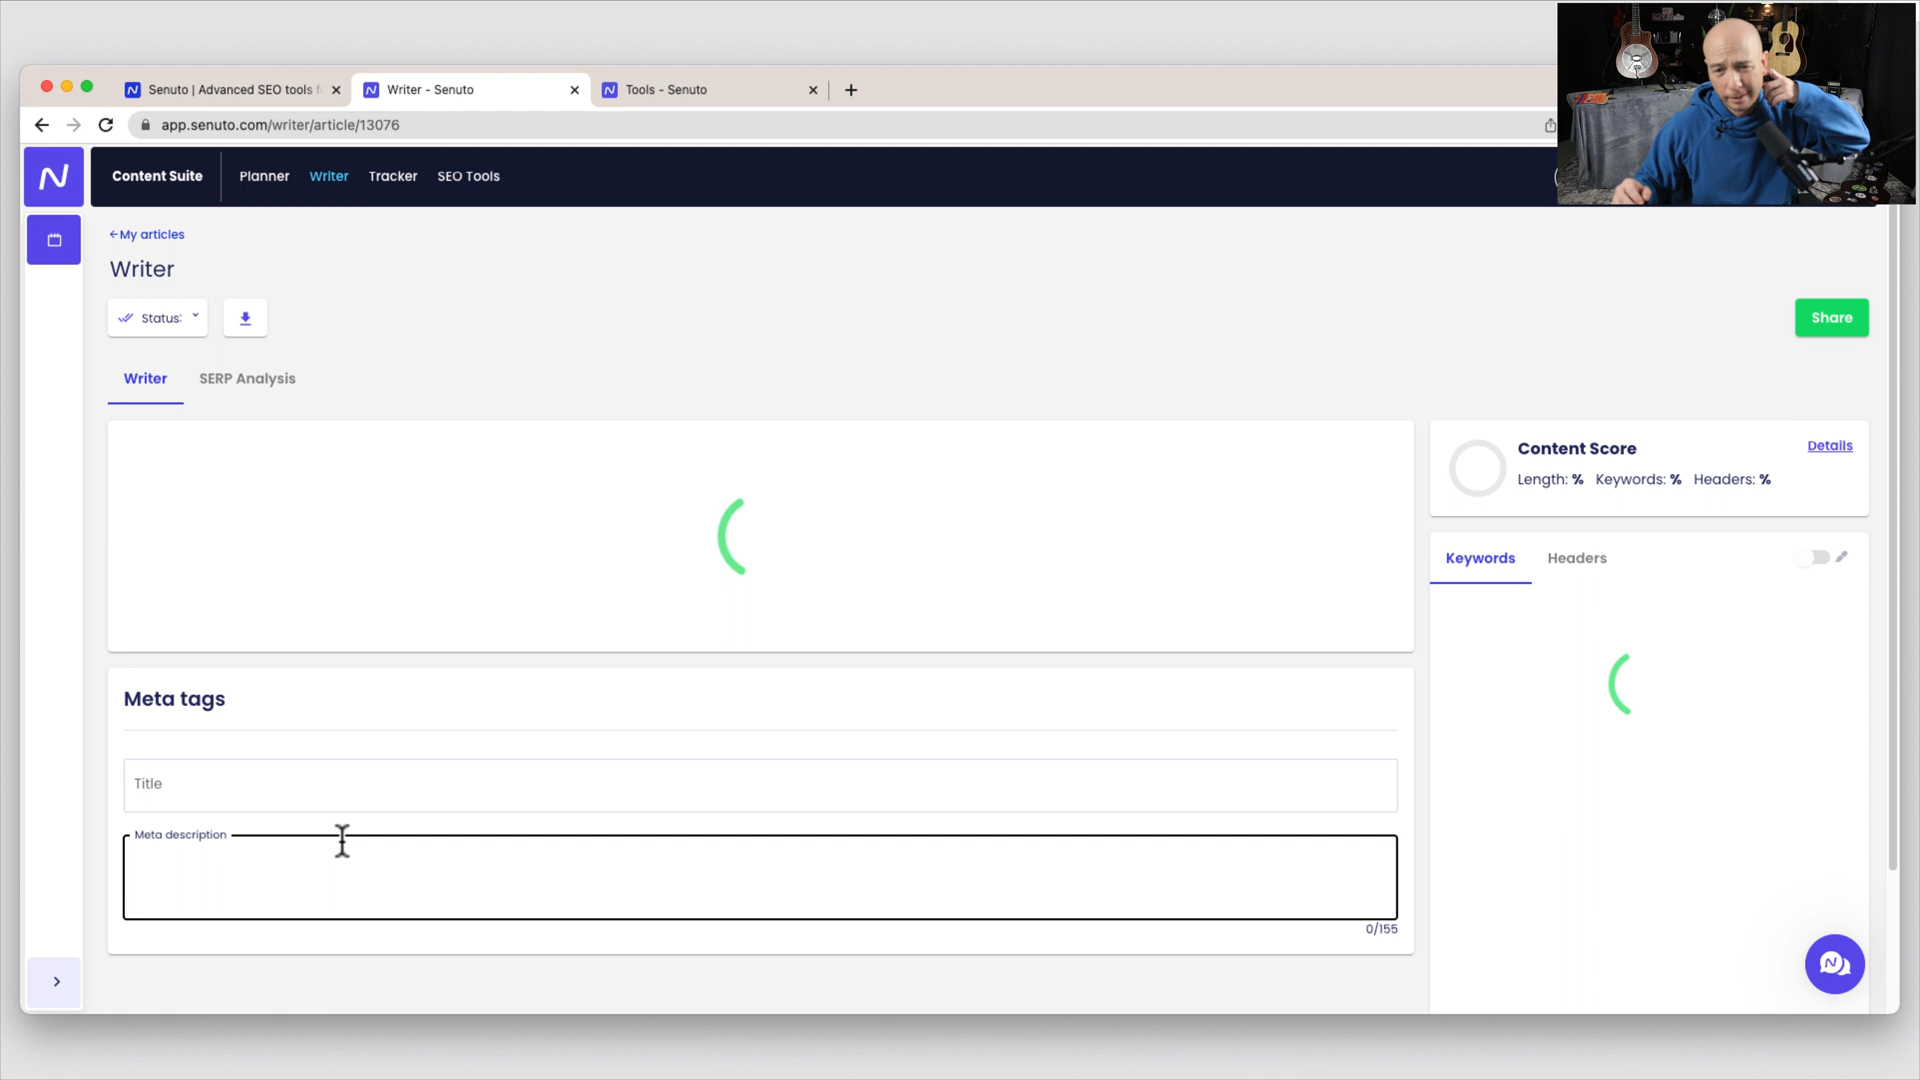 Senuto | Advanced SEO tools f
Writer - Senuto
Tools - Senuto
app.senuto.com/writer/article/13076
Content Suite
Planner
Writer
Tracker
SEO Tools
My articles
Writer
Status:
Share
Writer
SERP Analysis
Content Score
Details
Length: % Keywords: % Headers: %
Keywords
Headers
Meta tags
Title
Meta description
0/155